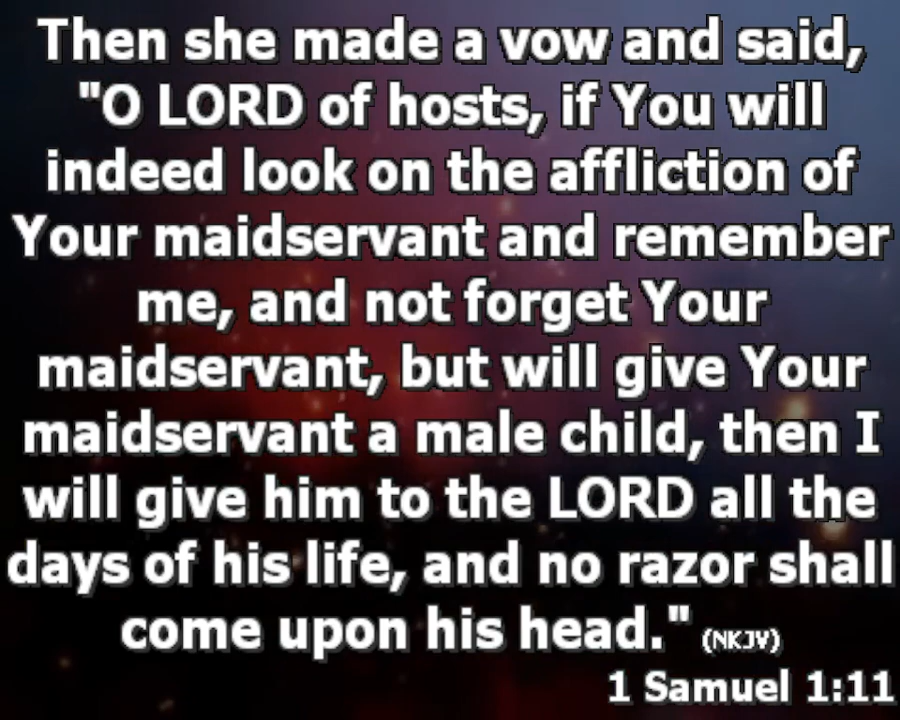 Then she made a vow and said,
"O LORD of hosts, if You will
indeed look on the affliction of
Your maidservant and remember
me, and not forget Your
maidservant, but will give Your
maidservant a male child, then I
will give him to the LORD all the
days of his life, and no razor shall
come upon his head." (NKJV)
1 Samuel 1:11